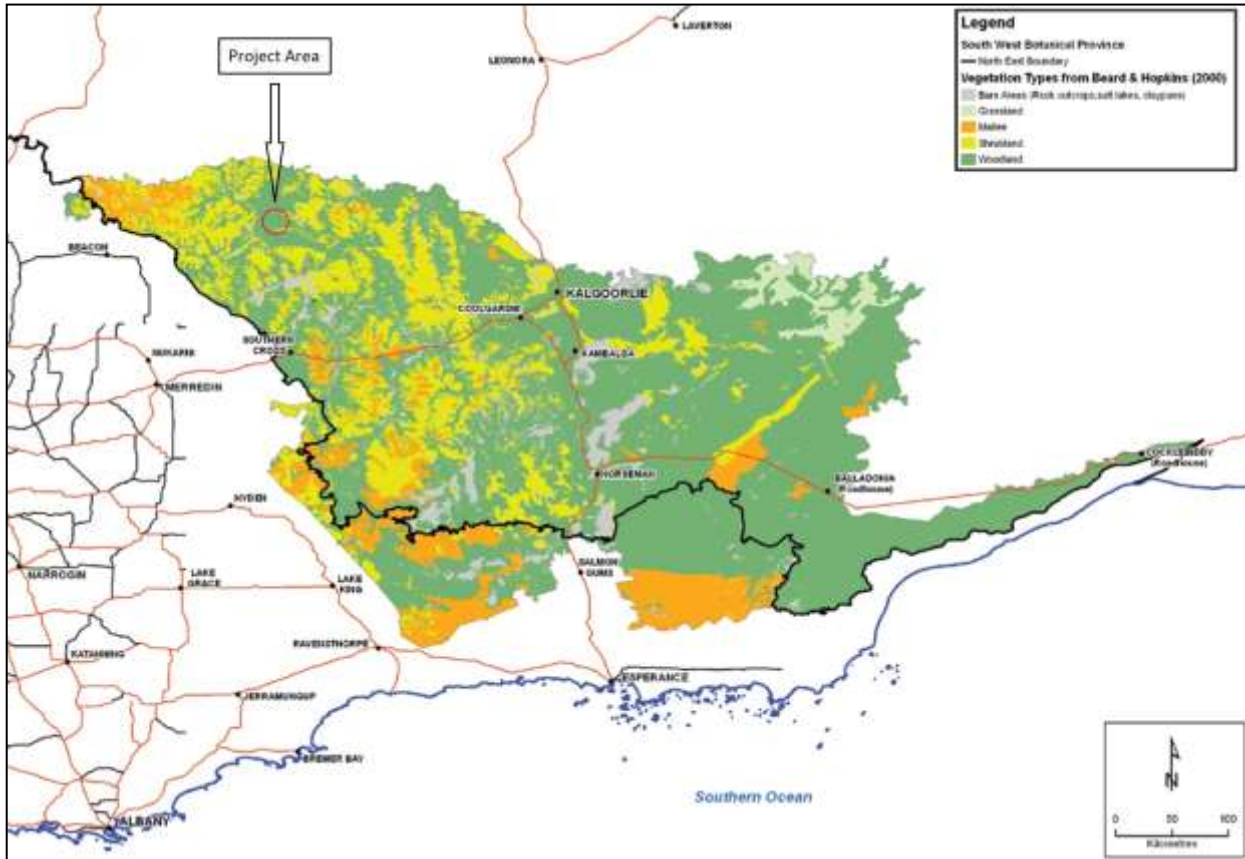 Project Area
LAVERTON
LEONORA
Legend
South West Botanical Province
North East Boundary
Vegetation Types from Beard & Hopkins (2000)
Bare Areas (Rock outcrops, salt lakes, claypans)
Grassland
Mallee
Shrubland
Woodland
BEACON
KALGOORLIE
COOLGARDIE
SOUTHERN
CROSS
KAMBALDA
MERREDIN
NORSEMAN
COCKLEBIDDY
(Roadhouse)
BALLADONIA
(Roadhouse)
HYDEN
SALMON
GUMS
NARROGIN
LAKE
GRACE
LAKE
KING
RAVENSTHORPE
KATANNING
ESPERANCE
JERRAMUNGUP
BREMER BAY
ALBANY
Southern Ocean
N
0 50 100
Kilometres